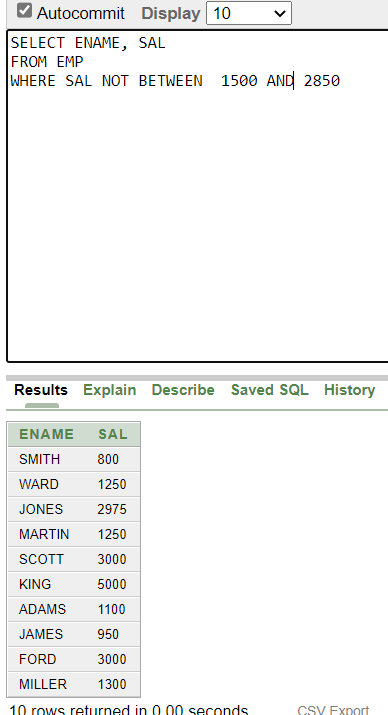 Autocommit Display 10
SELECT ENAME, SAL
FROM EMP
WHERE SAL NOT BETWEEN  1500 AND 2850
Results Explain Describe Saved SQL History
ENAME SAL
SMITH 800
WARD 1250
JONES 2975
MARTIN 1250
SCOTT 3000
KING 5000
ADAMS 1100
JAMES 950
FORD 3000
MILLER 1300
10 rows returned in 0.00 seconds CSV Export